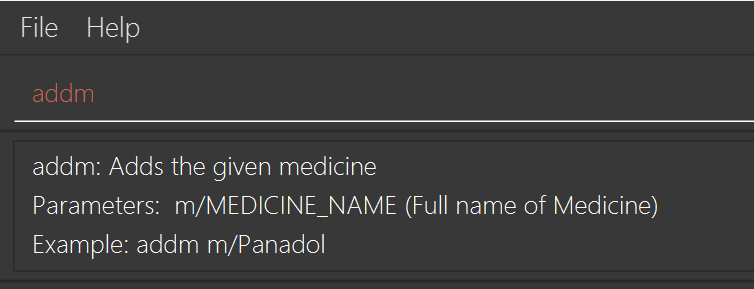 File Help
addm
addm: Adds the given medicine
Parameters:  m/MEDICINE_NAME (Full name of Medicine)
Example: addm m/Panadol